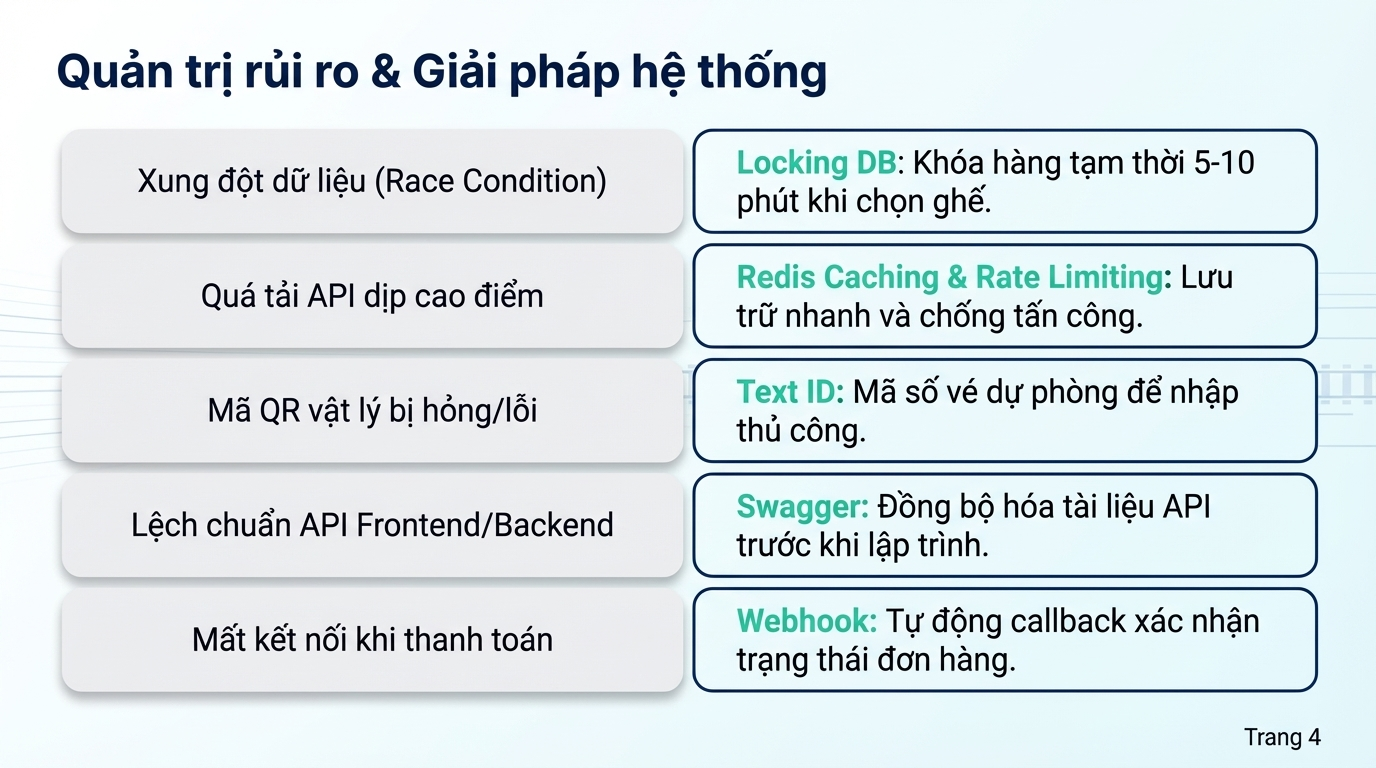 Quản trị rủi ro & Giải pháp hệ thống
Xung đột dữ liệu (Race Condition)
Locking DB: Khóa hàng tạm thời 5-10
phút khi chọn ghế.
Quá tải API dịp cao điểm
Redis Caching & Rate Limiting: Lưu
trữ nhanh và chống tấn công.
Mã QR vật lý bị hỏng/lỗi
Text ID: Mã số vé dự phòng để nhập
thủ công.
Lệch chuẩn API Frontend/Backend
Swagger: Đồng bộ hóa tài liệu API
trước khi lập trình.
Mất kết nối khi thanh toán
Webhook: Tự động callback xác nhận
trạng thái đơn hàng.
Trang 4